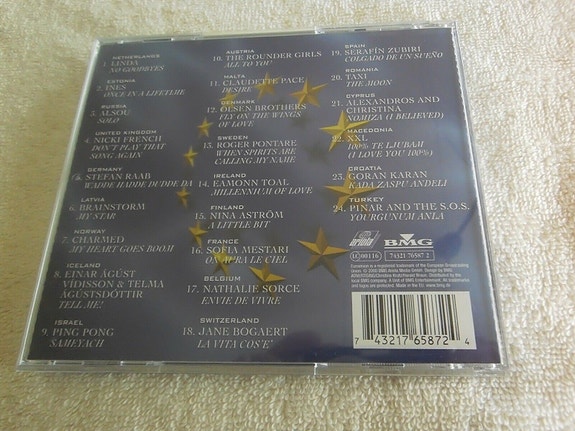 NETHERLANDS
1. LINDA
NO GOODBYES
ESTONIA
2. INES
ONCE IN A LIFETIME
RUSSIA
3. ALSOU
SOLO
UNITED KINGDOM
4. NICKI FRENCH
DON'T PLAY THAT
SONG AGAIN
GERMANY
5. STEFAN RAAB
WADDE HADDE DUDDE DA
LATVIA
6. BRAINSTORM
MY STAR
NORWAY
7. CHARMED
MY HEART GOES BOOM
ICELAND
8. EINAR ÁGÚST
VÍDISSON & TELMA
ÁGÚSTSDÓTTIR
TELL ME!
ISRAEL
9. PING PONG
SAMEYACH
AUSTRIA
10. THE ROUNDER GIRLS
ALL TO YOU
MALTA
11. CLAUDETTE PACE
DESIRE
DENMARK
12. OLSEN BROTHERS
FLY ON THE WINGS
OF LOVE
SWEDEN
13. ROGER PONTARE
WHEN SPIRITS ARE
CALLING MY NAME
IRELAND
14. EAMONN TOAL
MILLENNIUM OF LOVE
FINLAND
15. NINA ASTRÖM
A LITTLE BIT
FRANCE
16. SOFIA MESTARI
ON AURA LE CIEL
BELGIUM
17. NATHALIE SORCE
ENVIE DE VIVRE
SWITZERLAND
18. JANE BOGAERT
LA VITA COS'E'
SPAIN
19. SERAFÍN ZUBIRI
COLGADO DE UN SUEÑO
ROMANIA
20. TAXI
THE MOON
CYPRUS
21. ALEXANDROS AND
CHRISTINA
NOMIZA (I BELIEVED)
MACEDONIA
22. XXL
100% TE LJUBAM
(I LOVE YOU 100%)
CROATIA
23. GORAN KARAN
KADA ZASPU ANĐELI
TURKEY
24. PINAR AND THE S.O.S.
YOURGUNUM ANLA
ariola
BMG
LC 00116
74321 76587 2
7 43217 65872 4